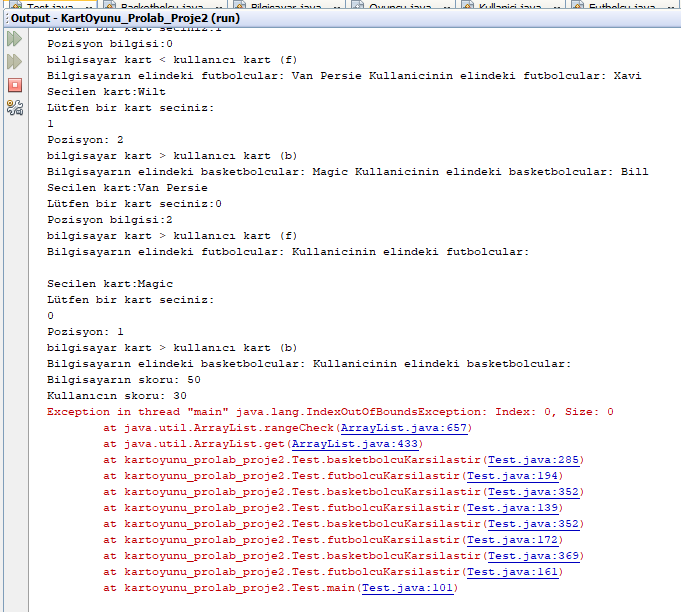 Test.java Basketbolcu.java Bilgisayar.java Oyuncu.java Kullanici.java Futbolcu.java
Output - KartOyunu_Prolab_Proje2 (run)
Lütfen bir kart seciniz:1
Pozisyon bilgisi:0
bilgisayar kart < kullanıcı kart (f)
Bilgisayarın elindeki futbolcular: Van Persie Kullanicinin elindeki futbolcular: Xavi
Secilen kart:Wilt
Lütfen bir kart seciniz:
1
Pozisyon: 2
bilgisayar kart > kullanıcı kart (b)
Bilgisayarın elindeki basketbolcular: Magic Kullanicinin elindeki basketbolcular: Bill
Secilen kart:Van Persie
Lütfen bir kart seciniz:0
Pozisyon bilgisi:2
bilgisayar kart > kullanıcı kart (f)
Bilgisayarın elindeki futbolcular: Kullanicinin elindeki futbolcular:
Secilen kart:Magic
Lütfen bir kart seciniz:
0
Pozisyon: 1
bilgisayar kart > kullanıcı kart (b)
Bilgisayarın elindeki basketbolcular: Kullanicinin elindeki basketbolcular:
Bilgisayarın skoru: 50
Kullanıcın skoru: 30
Exception in thread "main" java.lang.IndexOutOfBoundsException: Index: 0, Size: 0
at java.util.ArrayList.rangeCheck(ArrayList.java:657)
at java.util.ArrayList.get(ArrayList.java:433)
at kartoyunu_prolab_proje2.Test.basketbolcuKarsilastir(Test.java:285)
at kartoyunu_prolab_proje2.Test.futbolcuKarsilastir(Test.java:194)
at kartoyunu_prolab_proje2.Test.basketbolcuKarsilastir(Test.java:352)
at kartoyunu_prolab_proje2.Test.futbolcuKarsilastir(Test.java:139)
at kartoyunu_prolab_proje2.Test.basketbolcuKarsilastir(Test.java:352)
at kartoyunu_prolab_proje2.Test.futbolcuKarsilastir(Test.java:172)
at kartoyunu_prolab_proje2.Test.basketbolcuKarsilastir(Test.java:369)
at kartoyunu_prolab_proje2.Test.futbolcuKarsilastir(Test.java:161)
at kartoyunu_prolab_proje2.Test.main(Test.java:101)